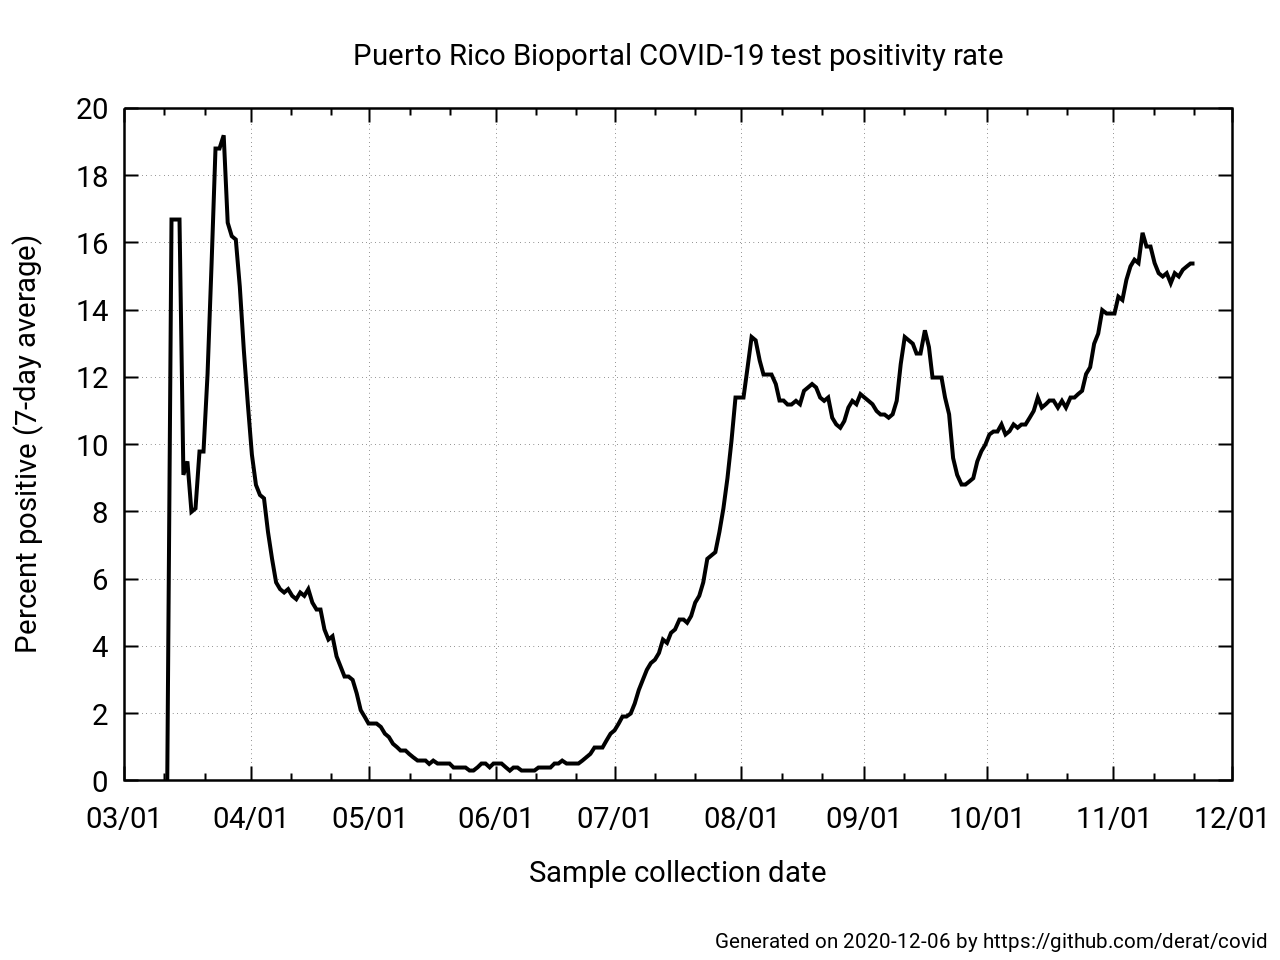 Puerto Rico Bioportal COVID-19 test positivity rate
Percent positive (7-day average)
20
18
16
14
12
10
8
6
4
2
0
03/01 04/01 05/01 06/01 07/01 08/01 09/01 10/01 11/01 12/01
Sample collection date
Generated on 2020-12-06 by https://github.com/derat/covid